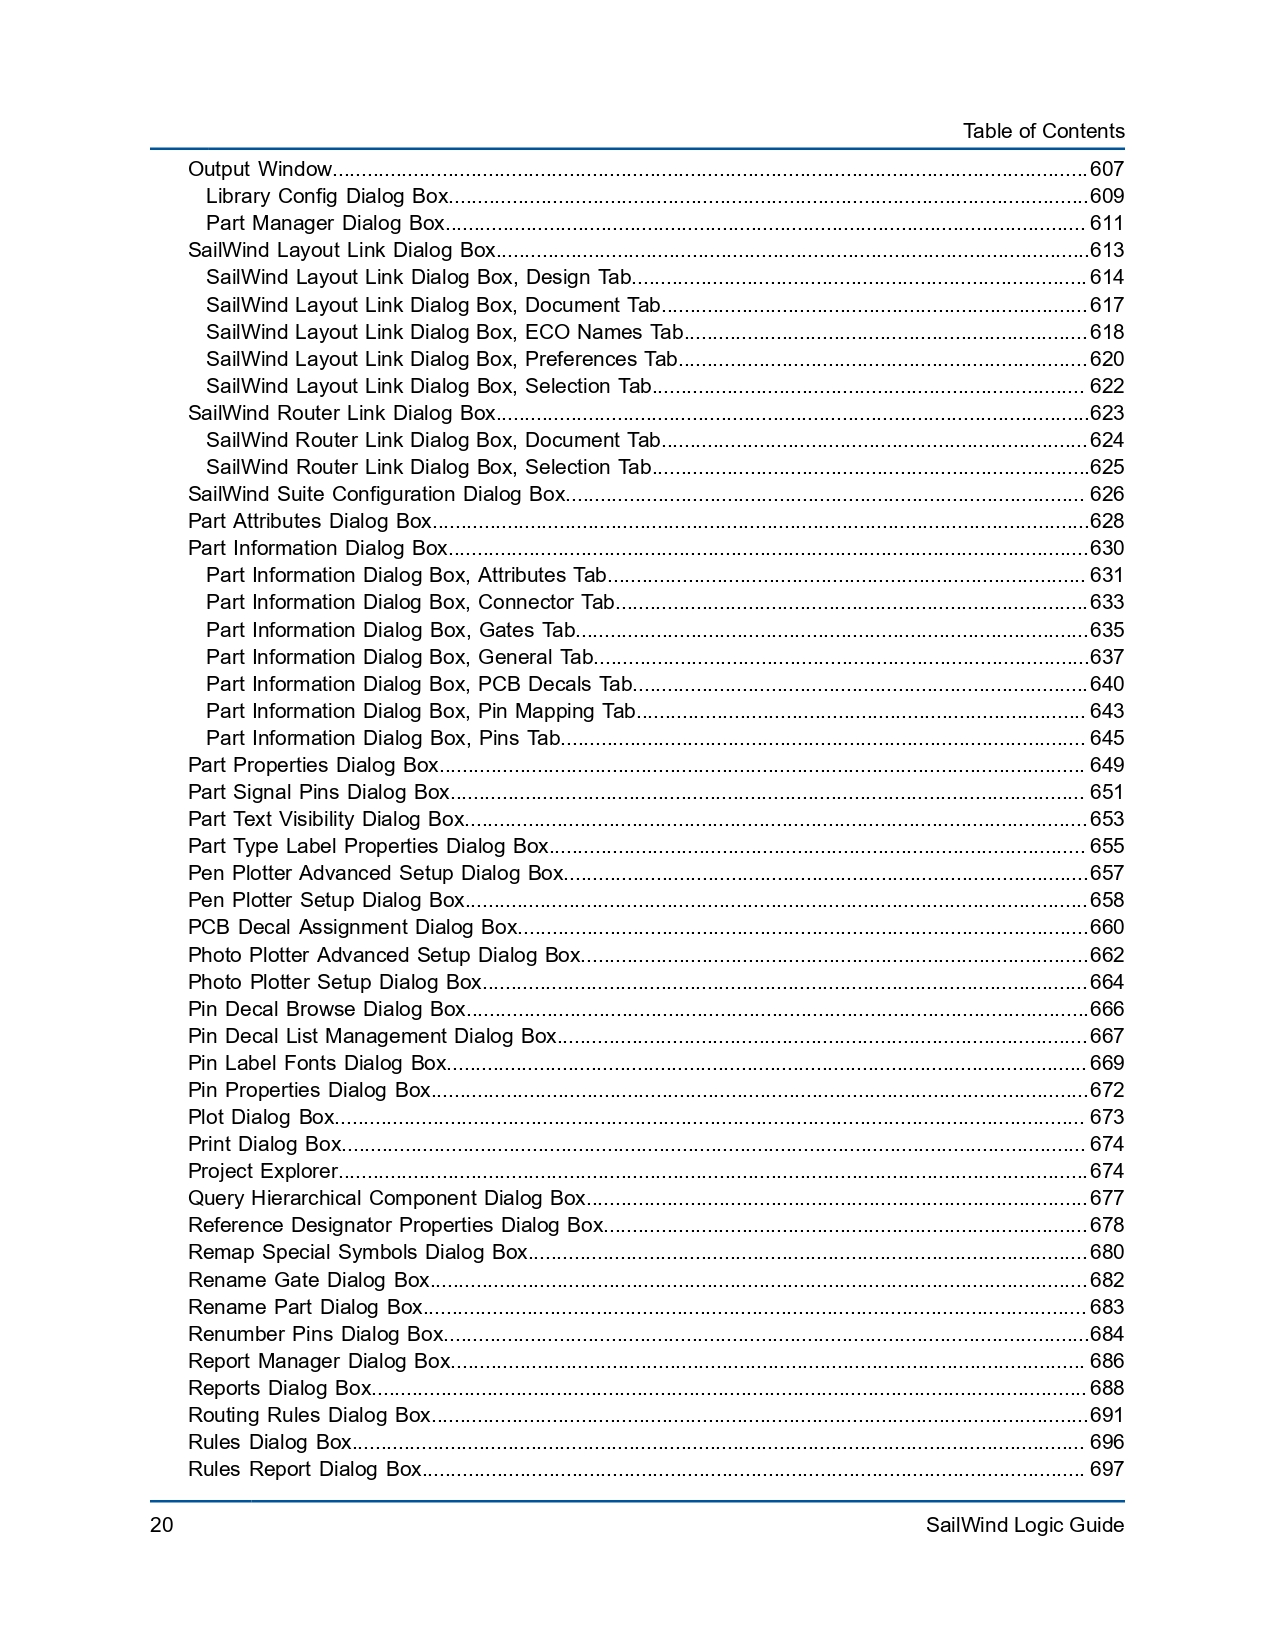 Table of Contents
Output Window....................................................................................................................................607
Library Config Dialog Box................................................................................................................609
Part Manager Dialog Box................................................................................................................ 611
SailWind Layout Link Dialog Box.......................................................................................................613
SailWind Layout Link Dialog Box, Design Tab............................................................................... 614
SailWind Layout Link Dialog Box, Document Tab..........................................................................617
SailWind Layout Link Dialog Box, ECO Names Tab......................................................................618
SailWind Layout Link Dialog Box, Preferences Tab.......................................................................620
SailWind Layout Link Dialog Box, Selection Tab........................................................................... 622
SailWind Router Link Dialog Box.......................................................................................................623
SailWind Router Link Dialog Box, Document Tab..........................................................................624
SailWind Router Link Dialog Box, Selection Tab............................................................................625
SailWind Suite Configuration Dialog Box.......................................................................................... 626
Part Attributes Dialog Box..................................................................................................................628
Part Information Dialog Box...............................................................................................................630
Part Information Dialog Box, Attributes Tab................................................................................... 631
Part Information Dialog Box, Connector Tab..................................................................................633
Part Information Dialog Box, Gates Tab.........................................................................................635
Part Information Dialog Box, General Tab......................................................................................637
Part Information Dialog Box, PCB Decals Tab...............................................................................640
Part Information Dialog Box, Pin Mapping Tab.............................................................................. 643
Part Information Dialog Box, Pins Tab........................................................................................... 645
Part Properties Dialog Box................................................................................................................ 649
Part Signal Pins Dialog Box.............................................................................................................. 651
Part Text Visibility Dialog Box............................................................................................................653
Part Type Label Properties Dialog Box............................................................................................. 655
Pen Plotter Advanced Setup Dialog Box...........................................................................................657
Pen Plotter Setup Dialog Box............................................................................................................658
PCB Decal Assignment Dialog Box...................................................................................................660
Photo Plotter Advanced Setup Dialog Box........................................................................................662
Photo Plotter Setup Dialog Box.........................................................................................................664
Pin Decal Browse Dialog Box............................................................................................................666
Pin Decal List Management Dialog Box............................................................................................667
Pin Label Fonts Dialog Box............................................................................................................... 669
Pin Properties Dialog Box..................................................................................................................672
Plot Dialog Box.................................................................................................................................. 673
Print Dialog Box................................................................................................................................. 674
Project Explorer..................................................................................................................................674
Query Hierarchical Component Dialog Box.......................................................................................677
Reference Designator Properties Dialog Box....................................................................................678
Remap Special Symbols Dialog Box.................................................................................................680
Rename Gate Dialog Box..................................................................................................................682
Rename Part Dialog Box...................................................................................................................683
Renumber Pins Dialog Box................................................................................................................684
Report Manager Dialog Box.............................................................................................................. 686
Reports Dialog Box............................................................................................................................688
Routing Rules Dialog Box..................................................................................................................691
Rules Dialog Box............................................................................................................................... 696
Rules Report Dialog Box................................................................................................................... 697
20
SailWind Logic Guide